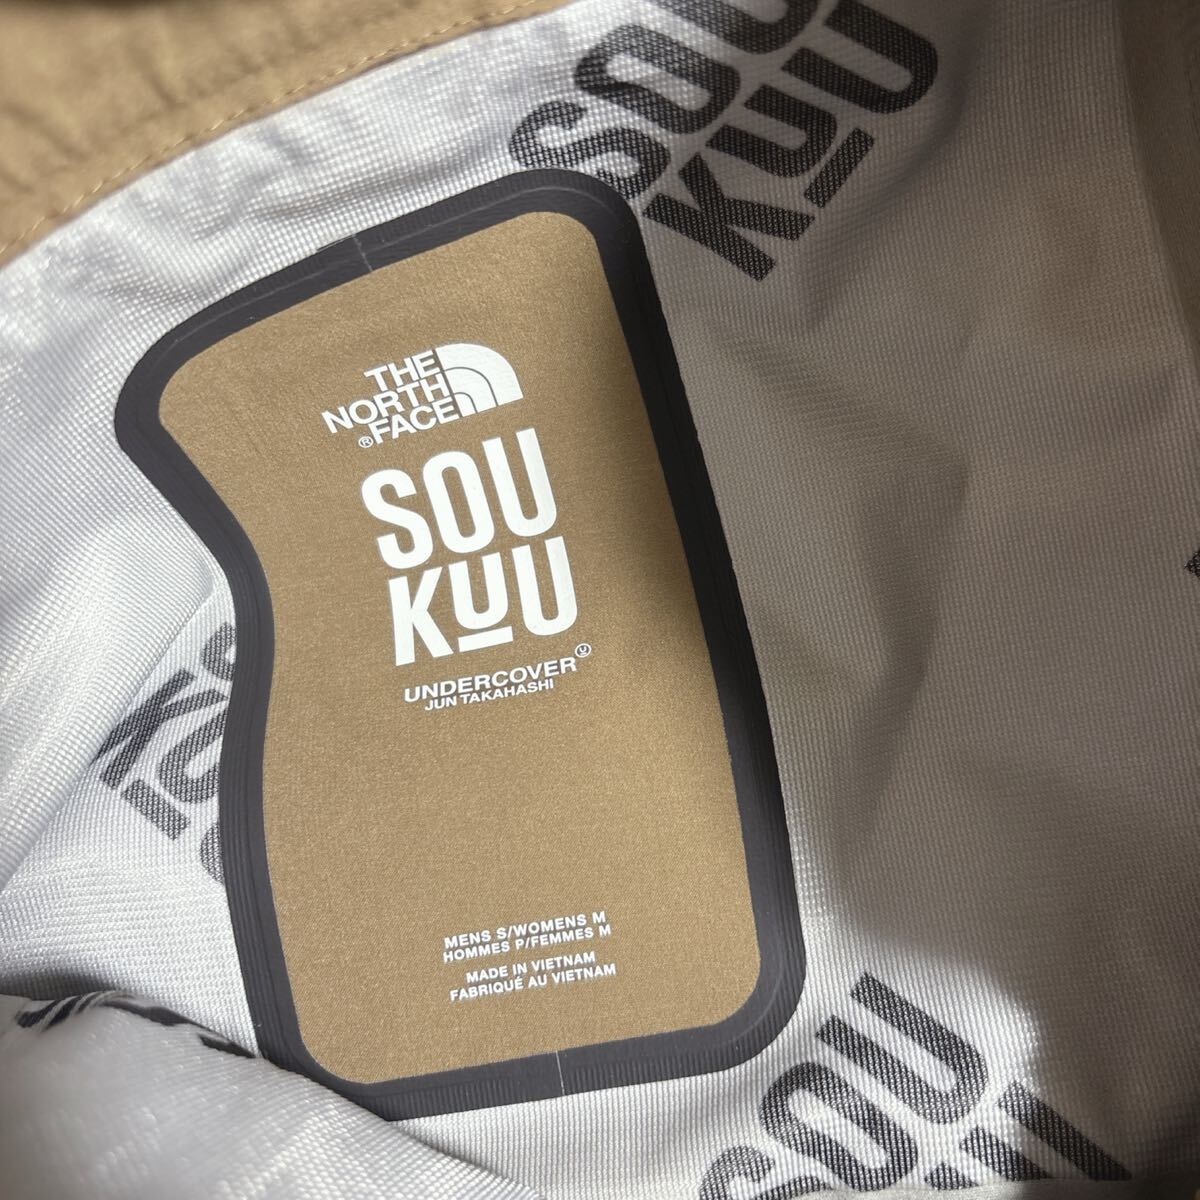 SOU
KUU
THE
NORTH
®FACE
SOU
KUU
UNDERCOVER Ⓤ
JUN TAKAHASHI
MENS S/WOMENS M
HOMMES P/FEMMES M
MADE IN VIETNAM
FABRIQUÉ AU VIETNAM
SOU